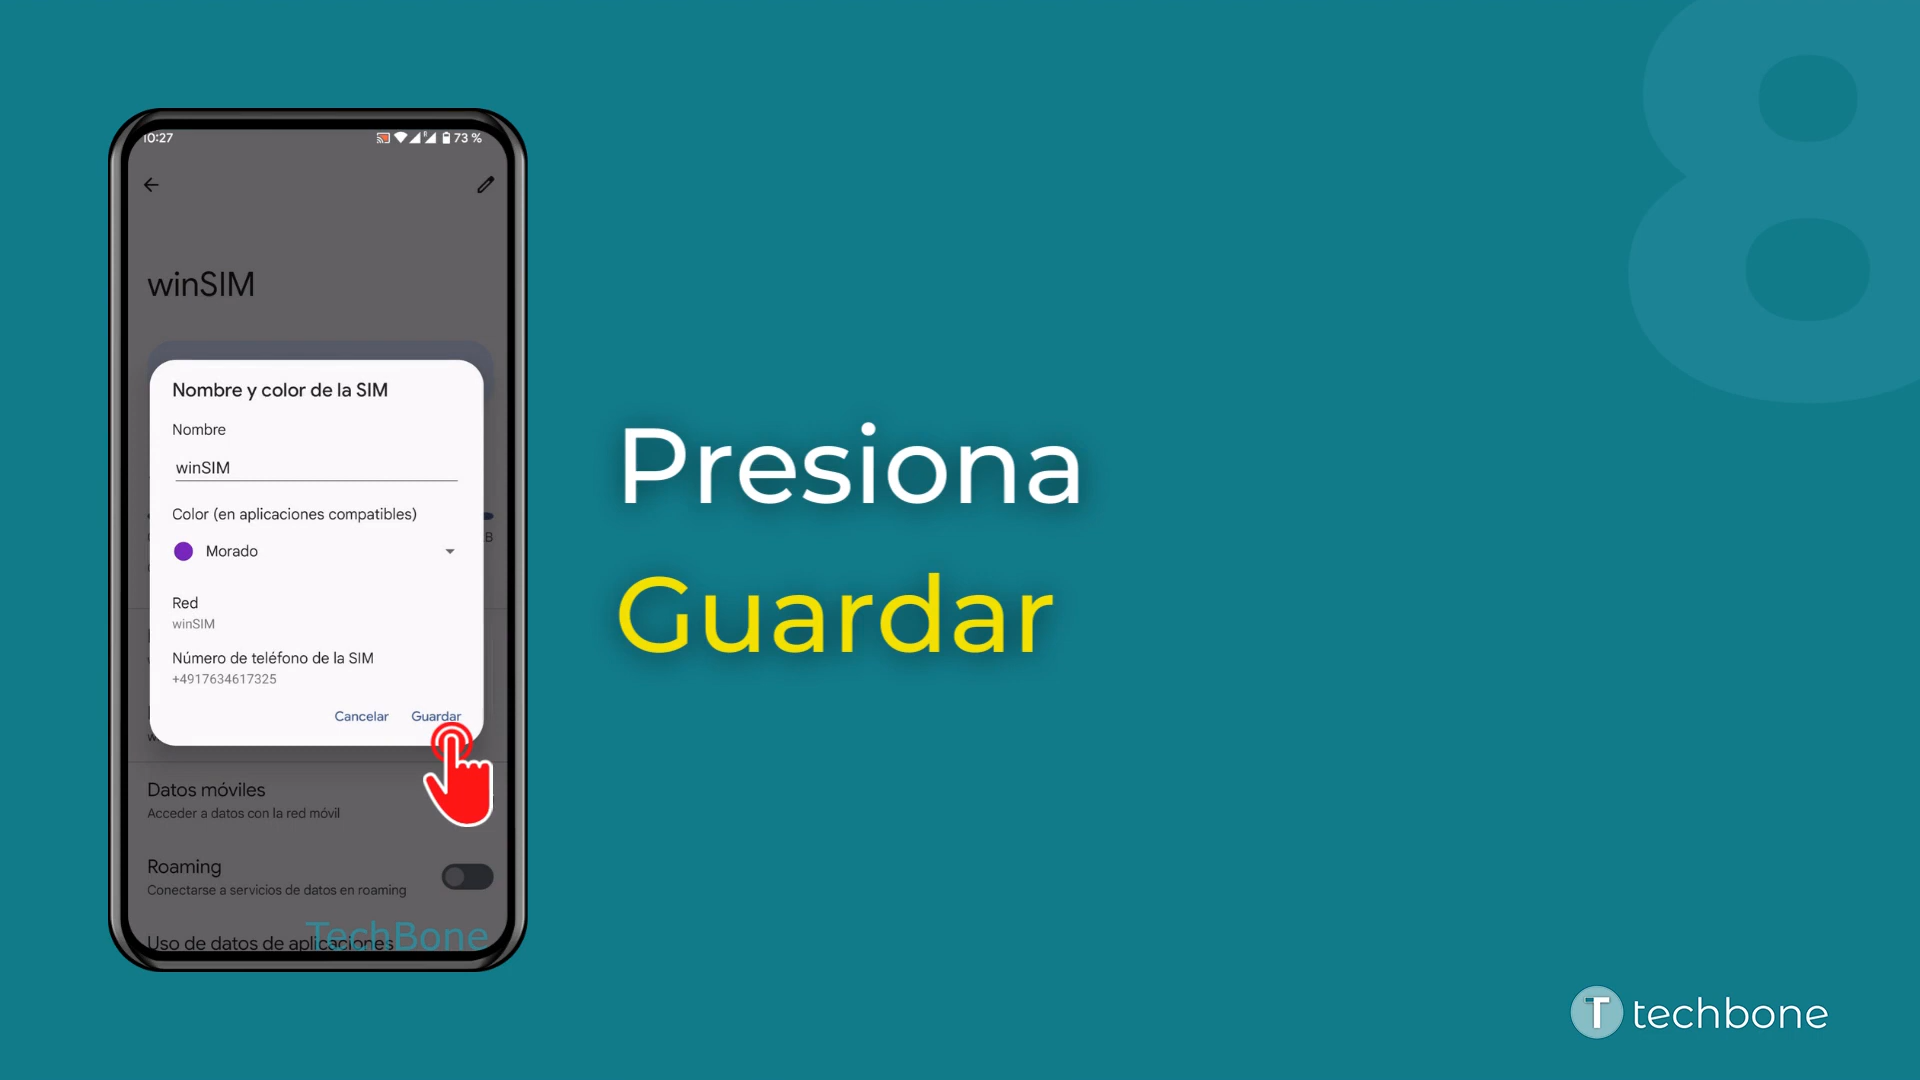 8
10:27
73 %
winSIM
Nombre y color de la SIM
Nombre
winSIM
Color (en aplicaciones compatibles)
B
Morado
Red
winSIM
Número de teléfono de la SIM
+4917634617325
Cancelar Guardar
Datos móviles
Acceder a datos con la red móvil
Roaming
Conectarse a servicios de datos en roaming
Uso de datos de aplicaciones
TechBone
Presiona
Guardar
T techbone